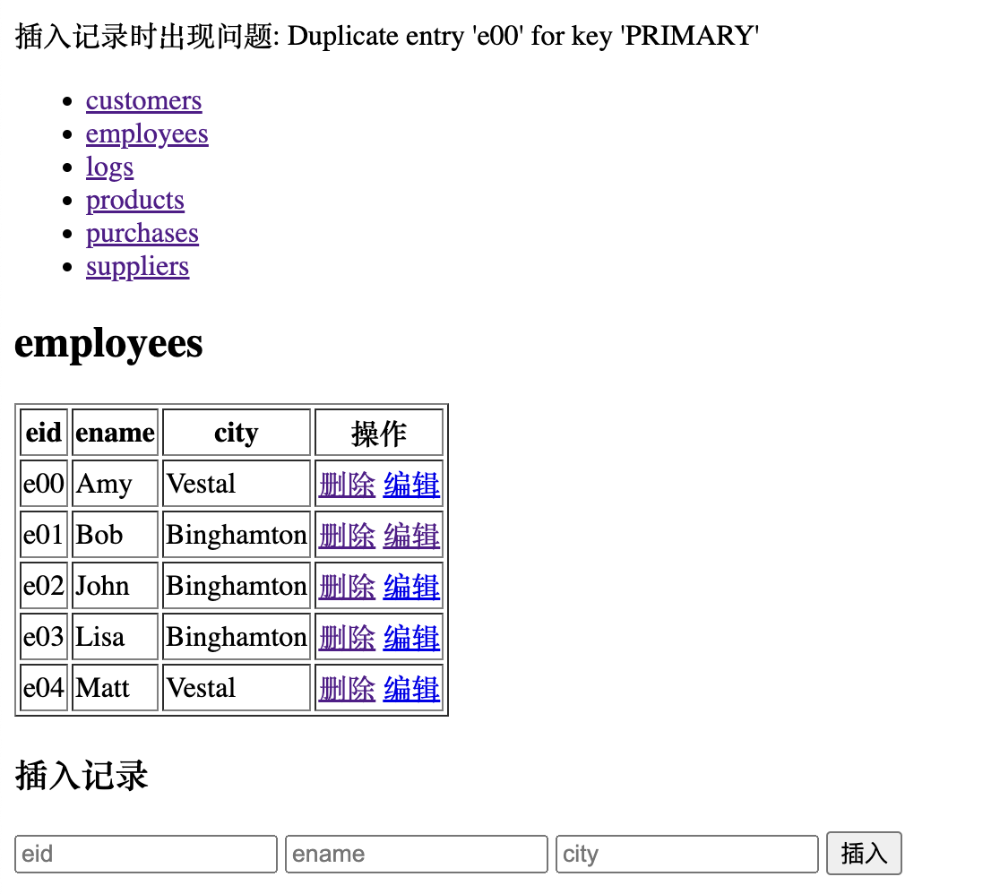 插入记录时出现问题: Duplicate entry 'e00' for key 'PRIMARY'
customers
employees
logs
products
purchases
suppliers
employees
eid ename city 操作
e00 Amy Vestal 删除 编辑
e01 Bob Binghamton 删除 编辑
e02 John Binghamton 删除 编辑
e03 Lisa Binghamton 删除 编辑
e04 Matt Vestal 删除 编辑
插入记录
eid ename city 插入